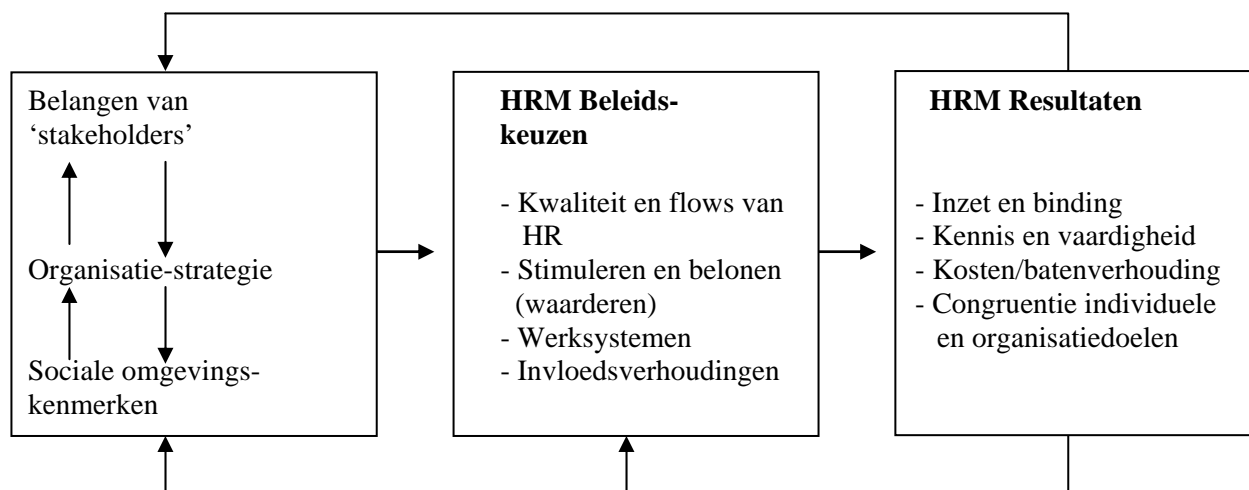 Belangen van
‘stakeholders’
Organisatie-strategie
Sociale omgevings-
kenmerken
HRM Beleids-
keuzen
- Kwaliteit en flows van
HR
- Stimuleren en belonen
(waarderen)
- Werksystemen
- Invloedsverhoudingen
HRM Resultaten
- Inzet en binding
- Kennis en vaardigheid
- Kosten/batenverhouding
- Congruentie individuele
en organisatiedoelen